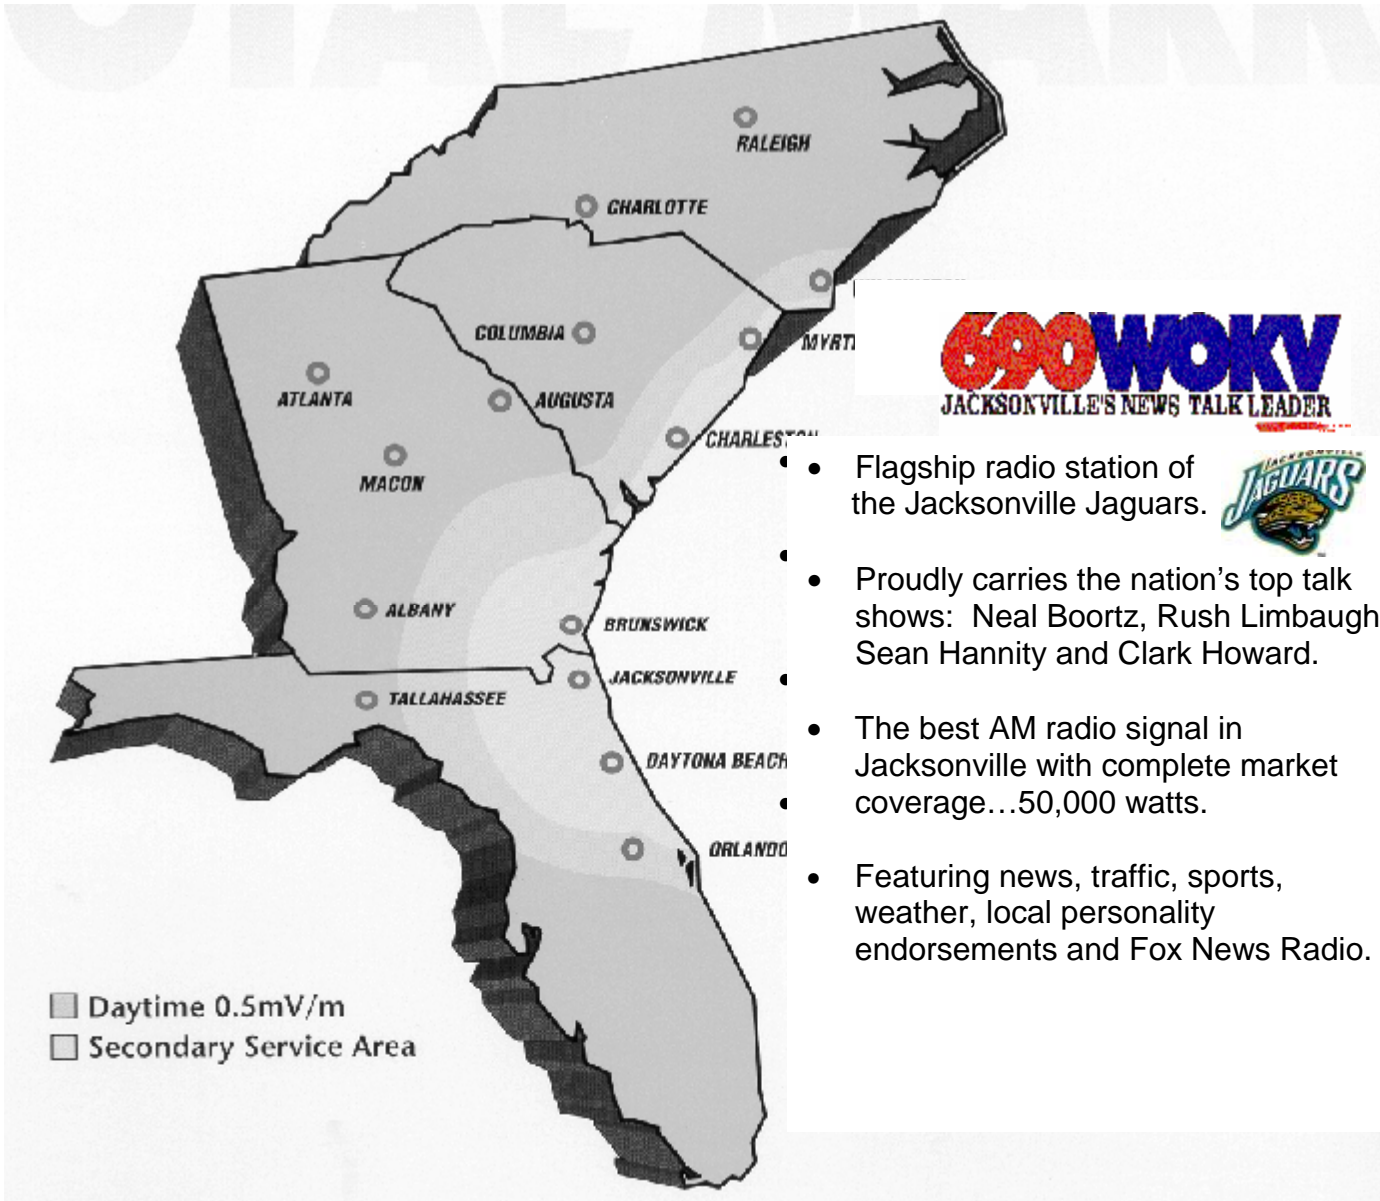 RALEIGH
CHARLOTTE
COLUMBIA
ATLANTA
AUGUSTA
MACON
CHARLESTON
ALBANY
BRUNSWICK
JACKSONVILLE
TALLAHASSEE
DAYTONA BEACH
ORLANDO
MYRT
Daytime 0.5mV/m
Secondary Service Area
690WOKV
JACKSONVILLE'S NEWS TALK LEADER
• Flagship radio station of
the Jacksonville Jaguars.
JACKSONVILLE
JAGUARS
• Proudly carries the nation’s top talk
shows: Neal Boortz, Rush Limbaugh
Sean Hannity and Clark Howard.
• The best AM radio signal in
Jacksonville with complete market
coverage…50,000 watts.
• Featuring news, traffic, sports,
weather, local personality
endorsements and Fox News Radio.